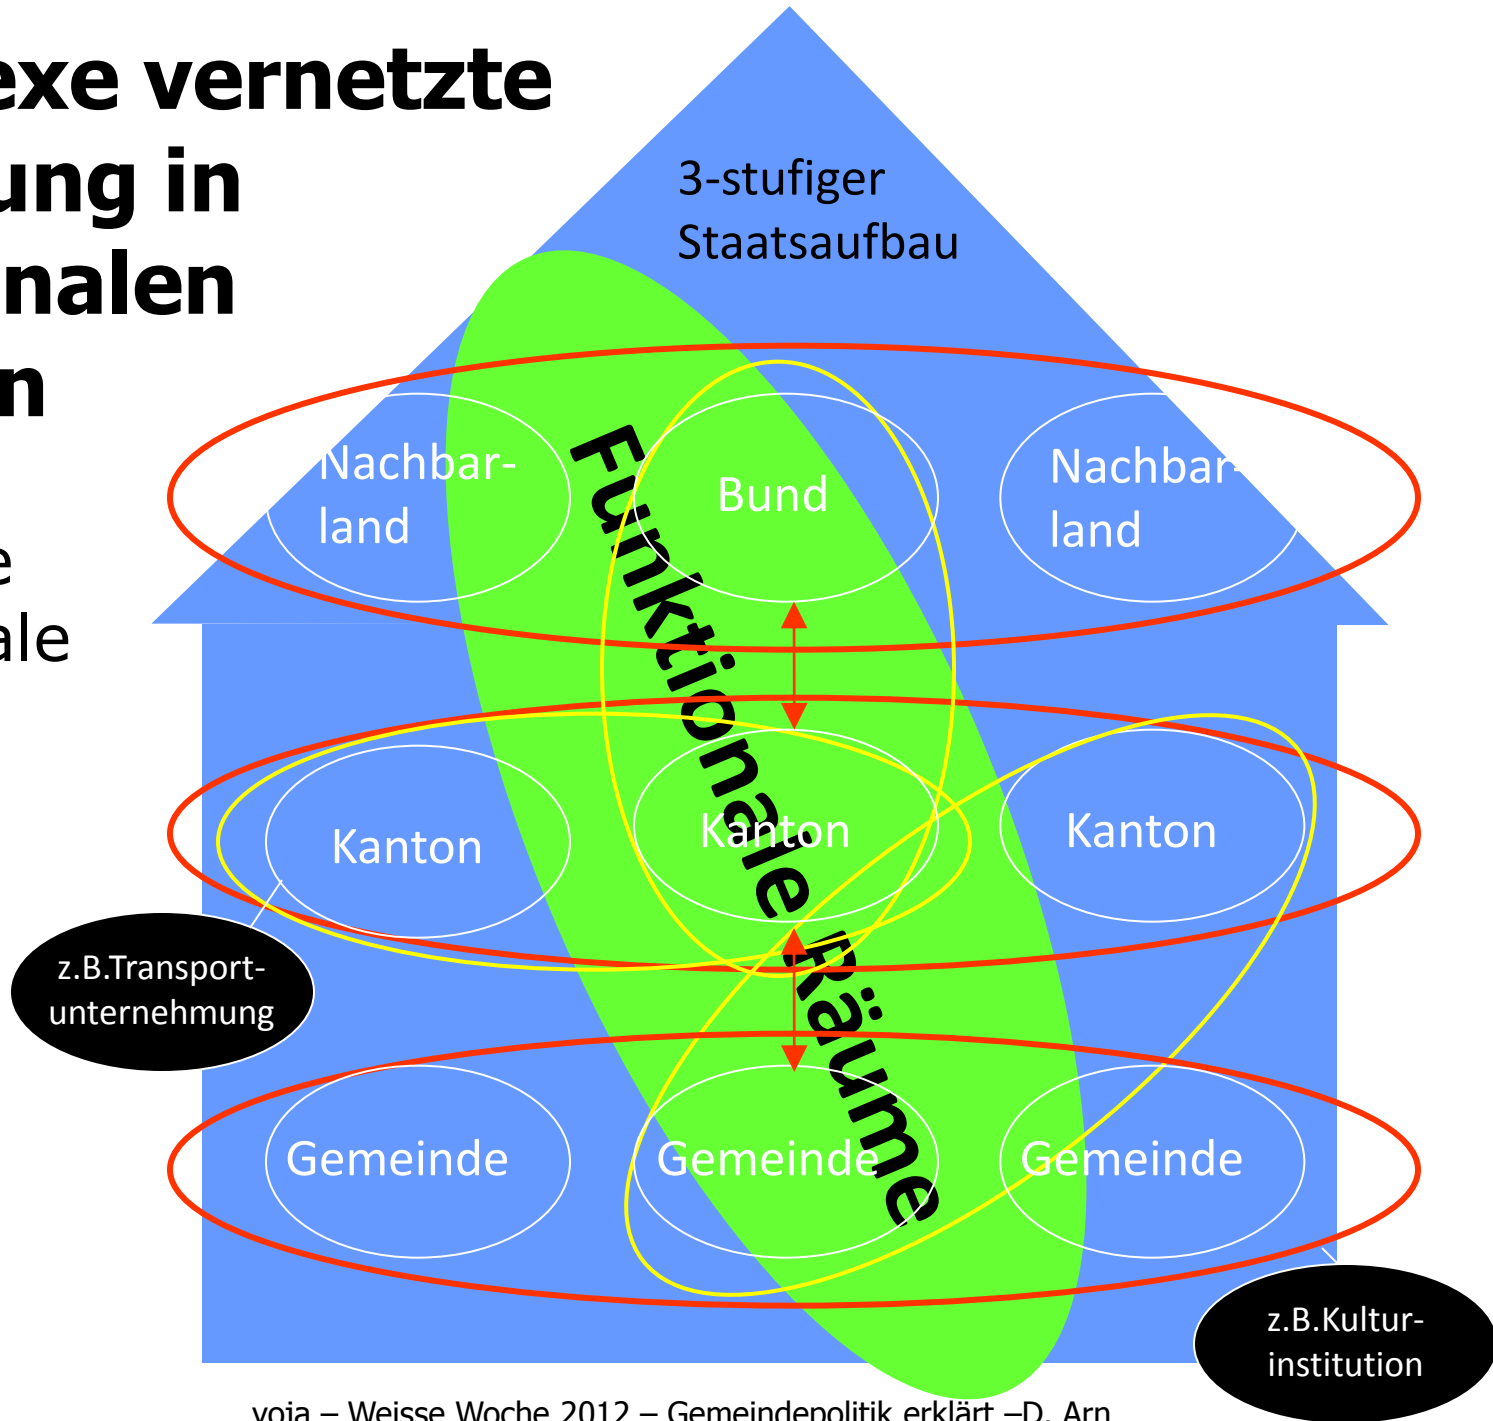 exe vernetzte
ung in
nalen
n
e
ale
3-stufiger
Staatsaufbau
Funktionale Räume
Nachbar-
land
Bund
Nachbar-
land
Kanton
Kanton
Kanton
z.B.Transport-
unternehmung
Gemeinde
Gemeinde
Gemeinde
z.B.Kultur-
institution
voja – Weisse Woche 2012 – Gemeindepolitik erklärt –D. Arn